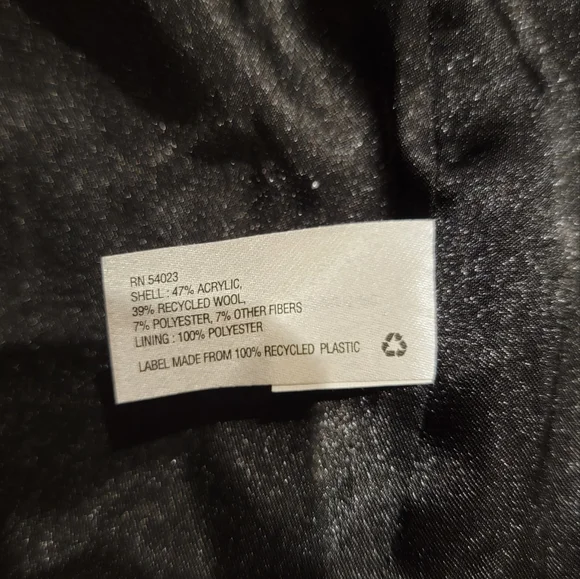 RN 54023
SHELL : 47% ACRYLIC,
39% RECYCLED WOOL,
7% POLYESTER, 7% OTHER FIBERS
LINING : 100% POLYESTER
LABEL MADE FROM 100% RECYCLED PLASTIC